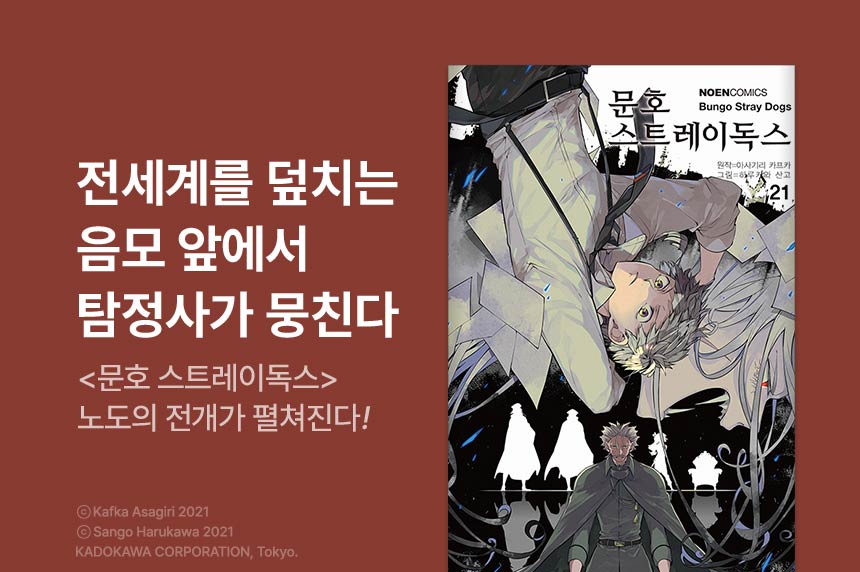 전세계를 덮치는
음모 앞에서
탐정사가 뭉친다
<문호 스트레이독스>
노도의 전개가 펼쳐진다!
ⓒKafka Asagiri 2021
ⓒSango Harukawa 2021
KADOKAWA CORPORATION, Tokyo.
NOENCOMICS
Bungo Stray Dogs
문호
스트레이독스
원작=아사기리 카프카
그림=하루카와 산고
21